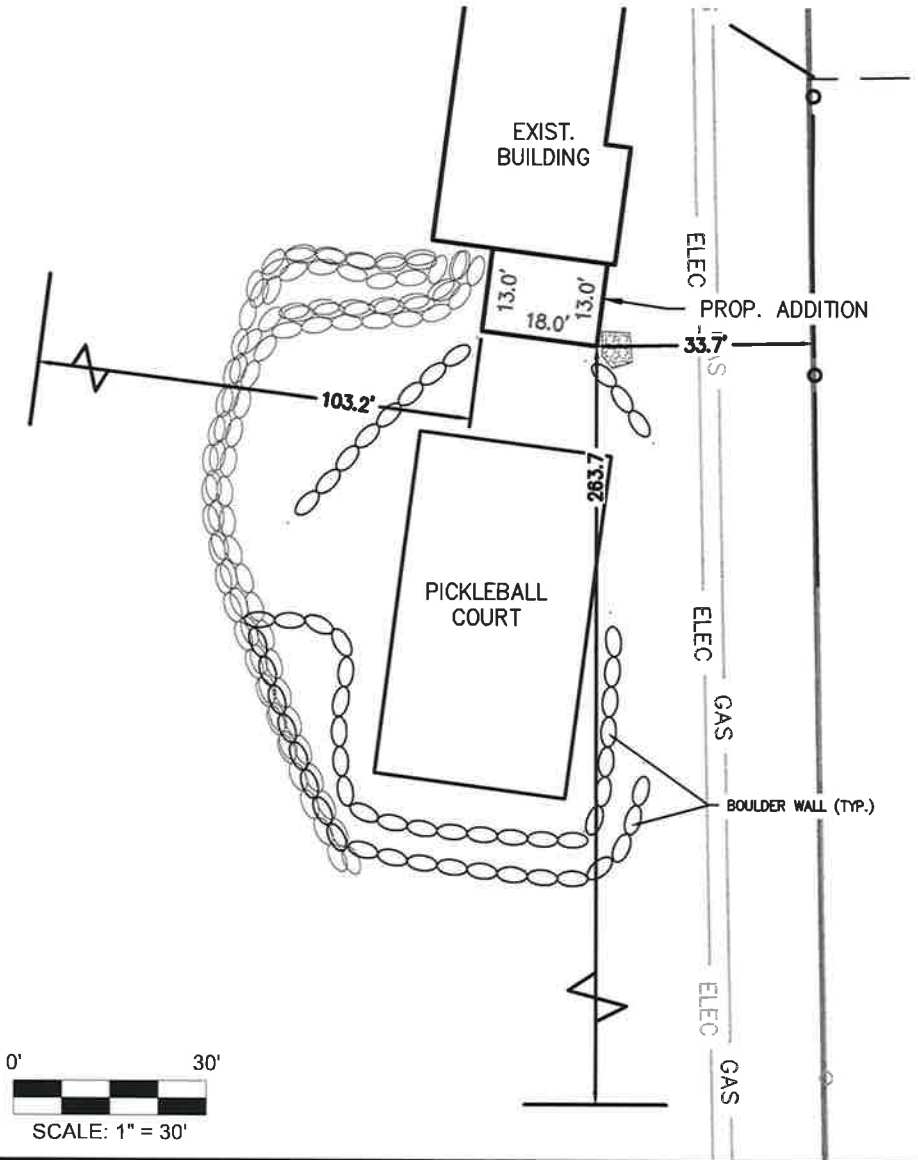 EXIST.
BUILDING
ELEC
13.0'
13.0'
18.0'
PROP. ADDITION
33.7'
103.2'
263.7
PICKLEBALL
COURT
ELEC
GAS
BOULDER WALL (TYP.)
ELEC
GAS
0' 30'
SCALE: 1" = 30'